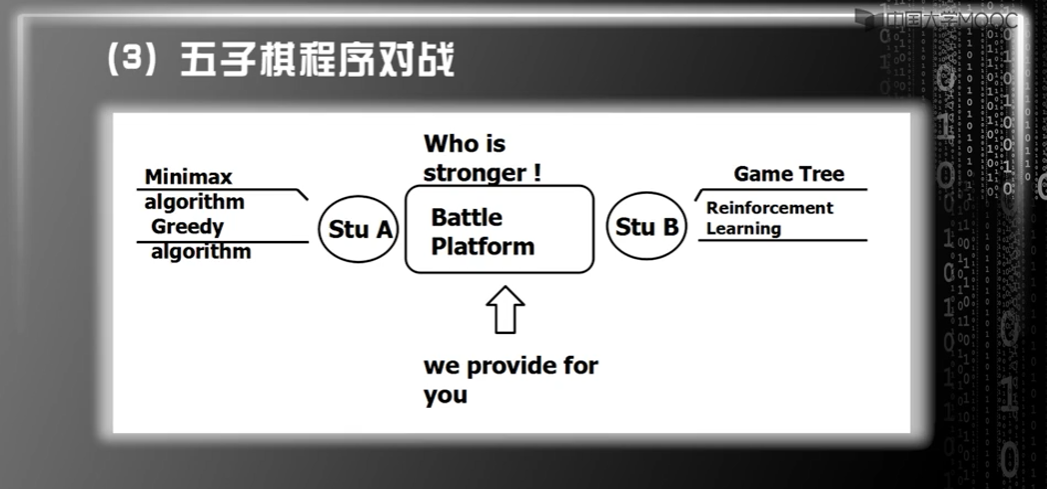 中国大学MOOC
(3) 五子棋程序对战
Who is
stronger !
Minimax
algorithm
Greedy
algorithm
Stu A
Battle
Platform
Stu B
Game Tree
Reinforcement
Learning
we provide for
you